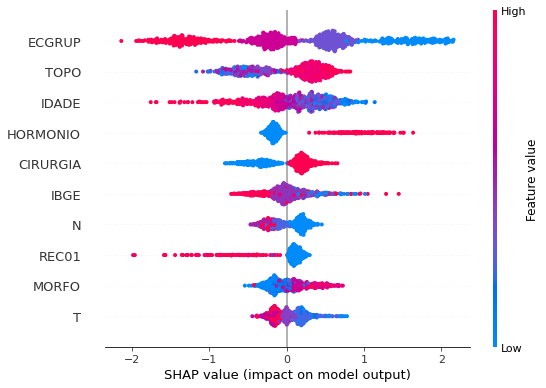 High
ECGRUP
TOPO
IDADE
HORMONIO
CIRURGIA
IBGE
N
REC01
MORFO
T
Feature value
Low
−2 −1 0 1 2
SHAP value (impact on model output)